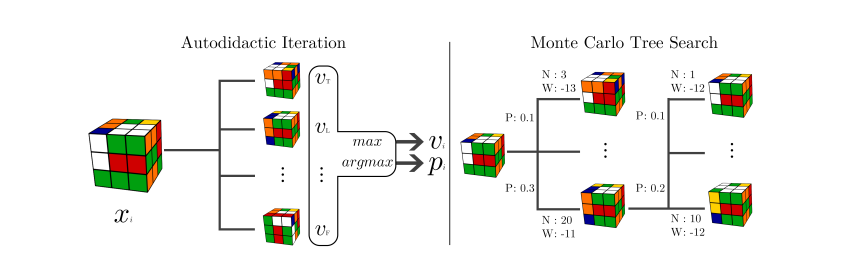 Autodidactic Iteration
v_T
v_L
⋮ ⋮
v_F
max
argmax
v_i
p_i
x_i
Monte Carlo Tree Search
N : 3
W: -13
P: 0.1
⋮
P: 0.3
N: 20
W: -11
N : 1
W: -12
P: 0.1
⋮
P: 0.2
N: 10
W: -12